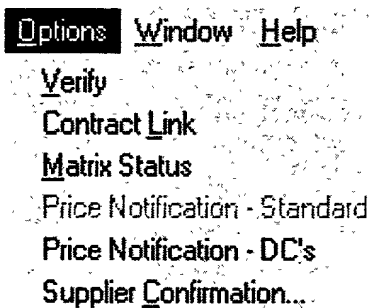 Options Window Help
Verify
Contract Link
Matrix Status
Price Notification - Standard
Price Notification - DC's
Supplier Confirmation...